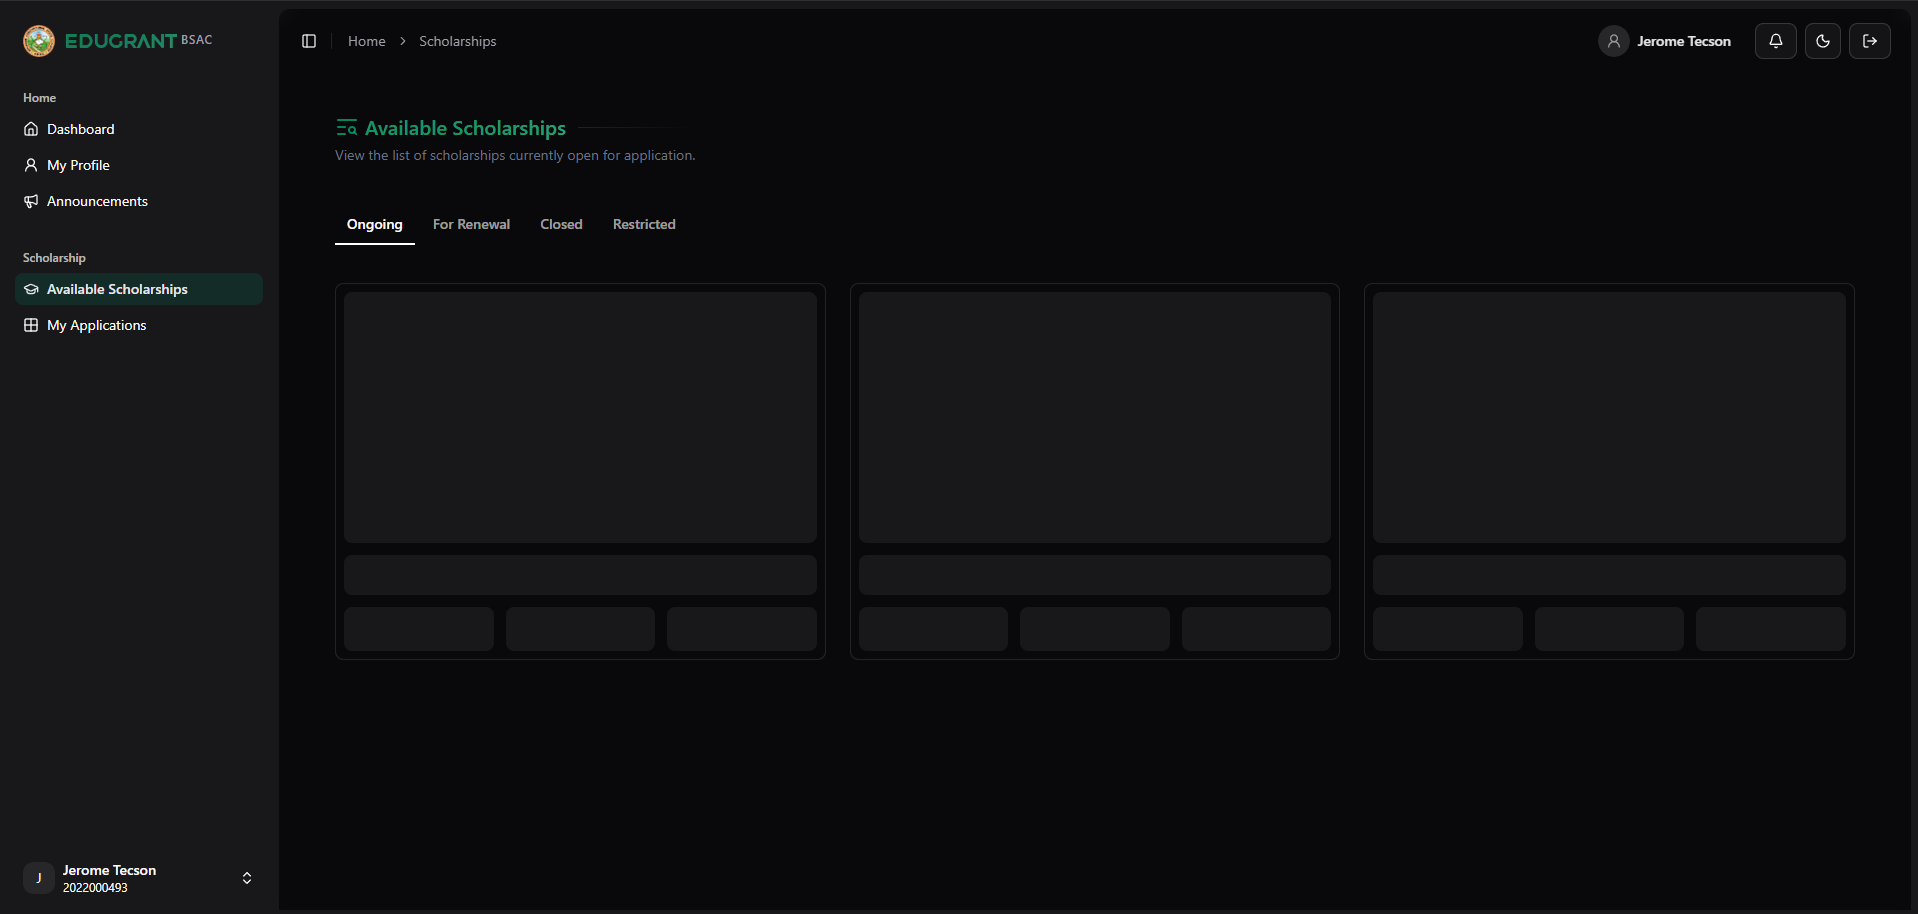 EDUGRANT BSAC
Home
Dashboard
My Profile
Announcements
Scholarship
Available Scholarships
My Applications
Jerome Tecson
J
2022000493
Home > Scholarships
Jerome Tecson
Available Scholarships
View the list of scholarships currently open for application.
Ongoing For Renewal Closed Restricted